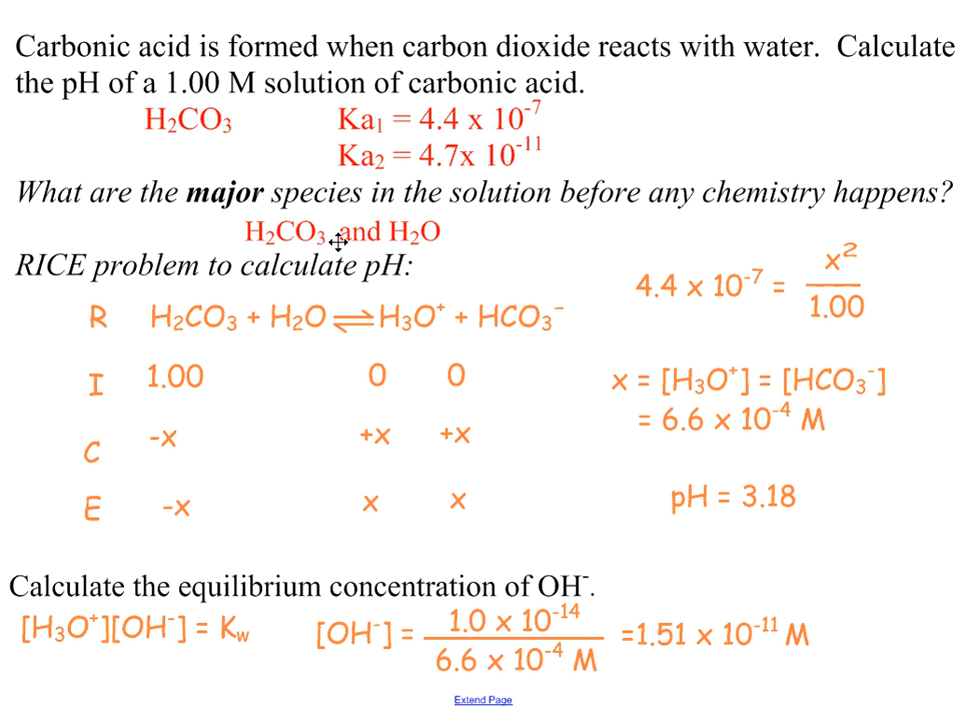 Carbonic acid is formed when carbon dioxide reacts with water. Calculate
the pH of a 1.00 M solution of carbonic acid.
H₂CO₃ Ka₁ = 4.4 x 10⁻⁷
Ka₂ = 4.7x 10⁻¹¹
What are the major species in the solution before any chemistry happens?
H₂CO₃ and H₂O
RICE problem to calculate pH:
4.4 x 10⁻⁷ = x² / 1.00
R H₂CO₃ + H₂O ⇌ H₃O⁺ + HCO₃⁻
I 1.00 0 0
x = [H₃O⁺] = [HCO₃⁻]
= 6.6 x 10⁻⁴ M
C -x +x +x
E -x x x
pH = 3.18
Calculate the equilibrium concentration of OH⁻.
[H₃O⁺][OH⁻] = Kw [OH⁻] = 1.0 x 10⁻¹⁴ / 6.6 x 10⁻⁴ M =1.51 x 10⁻¹¹ M
Extend Page